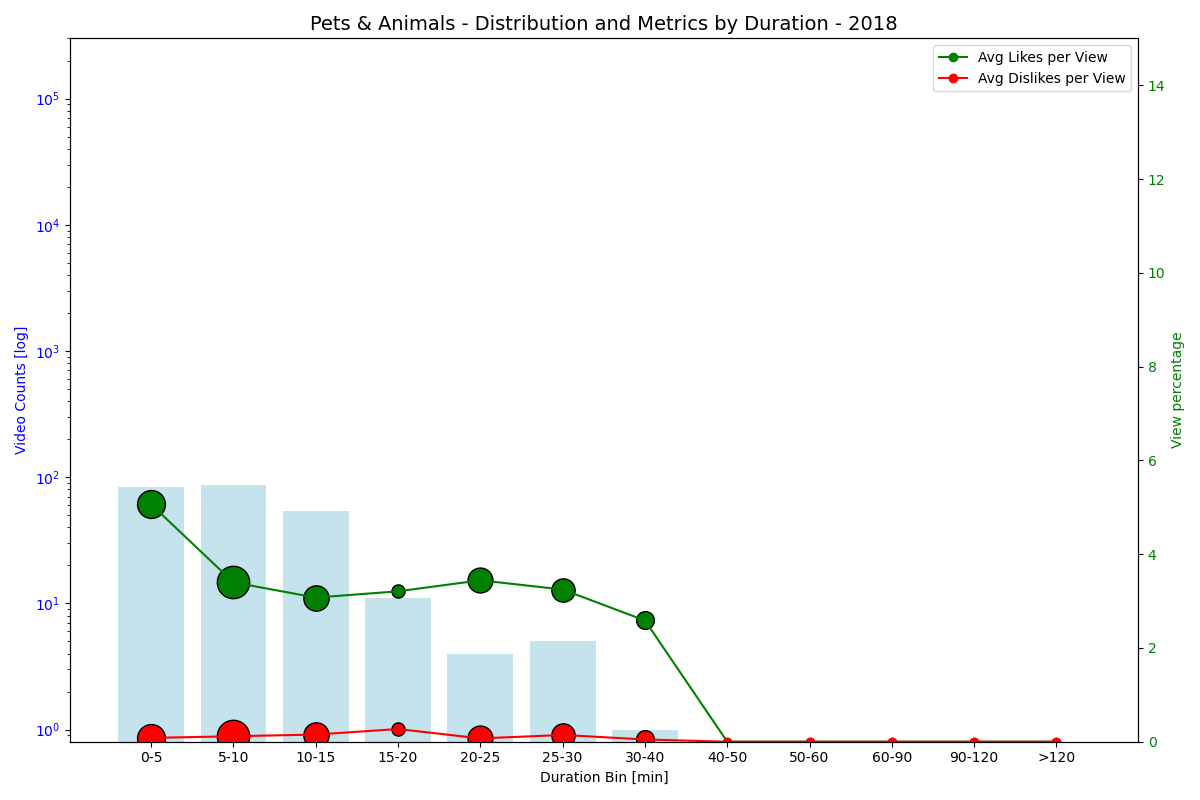 Pets & Animals - Distribution and Metrics by Duration - 2018
Avg Likes per View
Avg Dislikes per View
Video Counts [log]
10^5
10^4
10^3
10^2
10^1
10^0
View percentage
14
12
10
8
6
4
2
0
0-5 5-10 10-15 15-20 20-25 25-30 30-40 40-50 50-60 60-90 90-120 >120
Duration Bin [min]